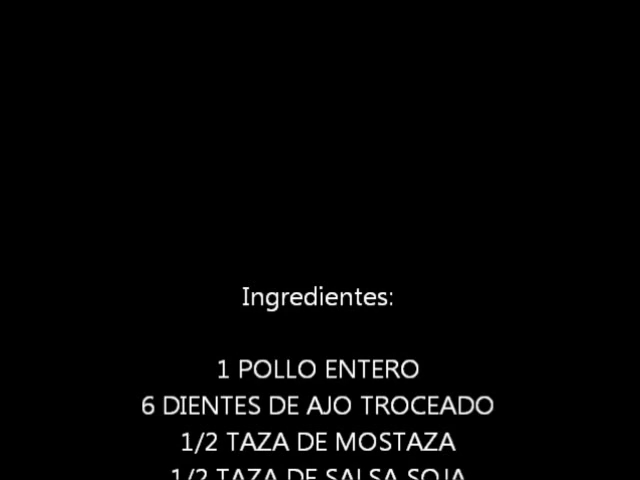 Ingredientes:
1 POLLO ENTERO
6 DIENTES DE AJO TROCEADO
1/2 TAZA DE MOSTAZA
1/2 TAZA DE SALSA SOJA